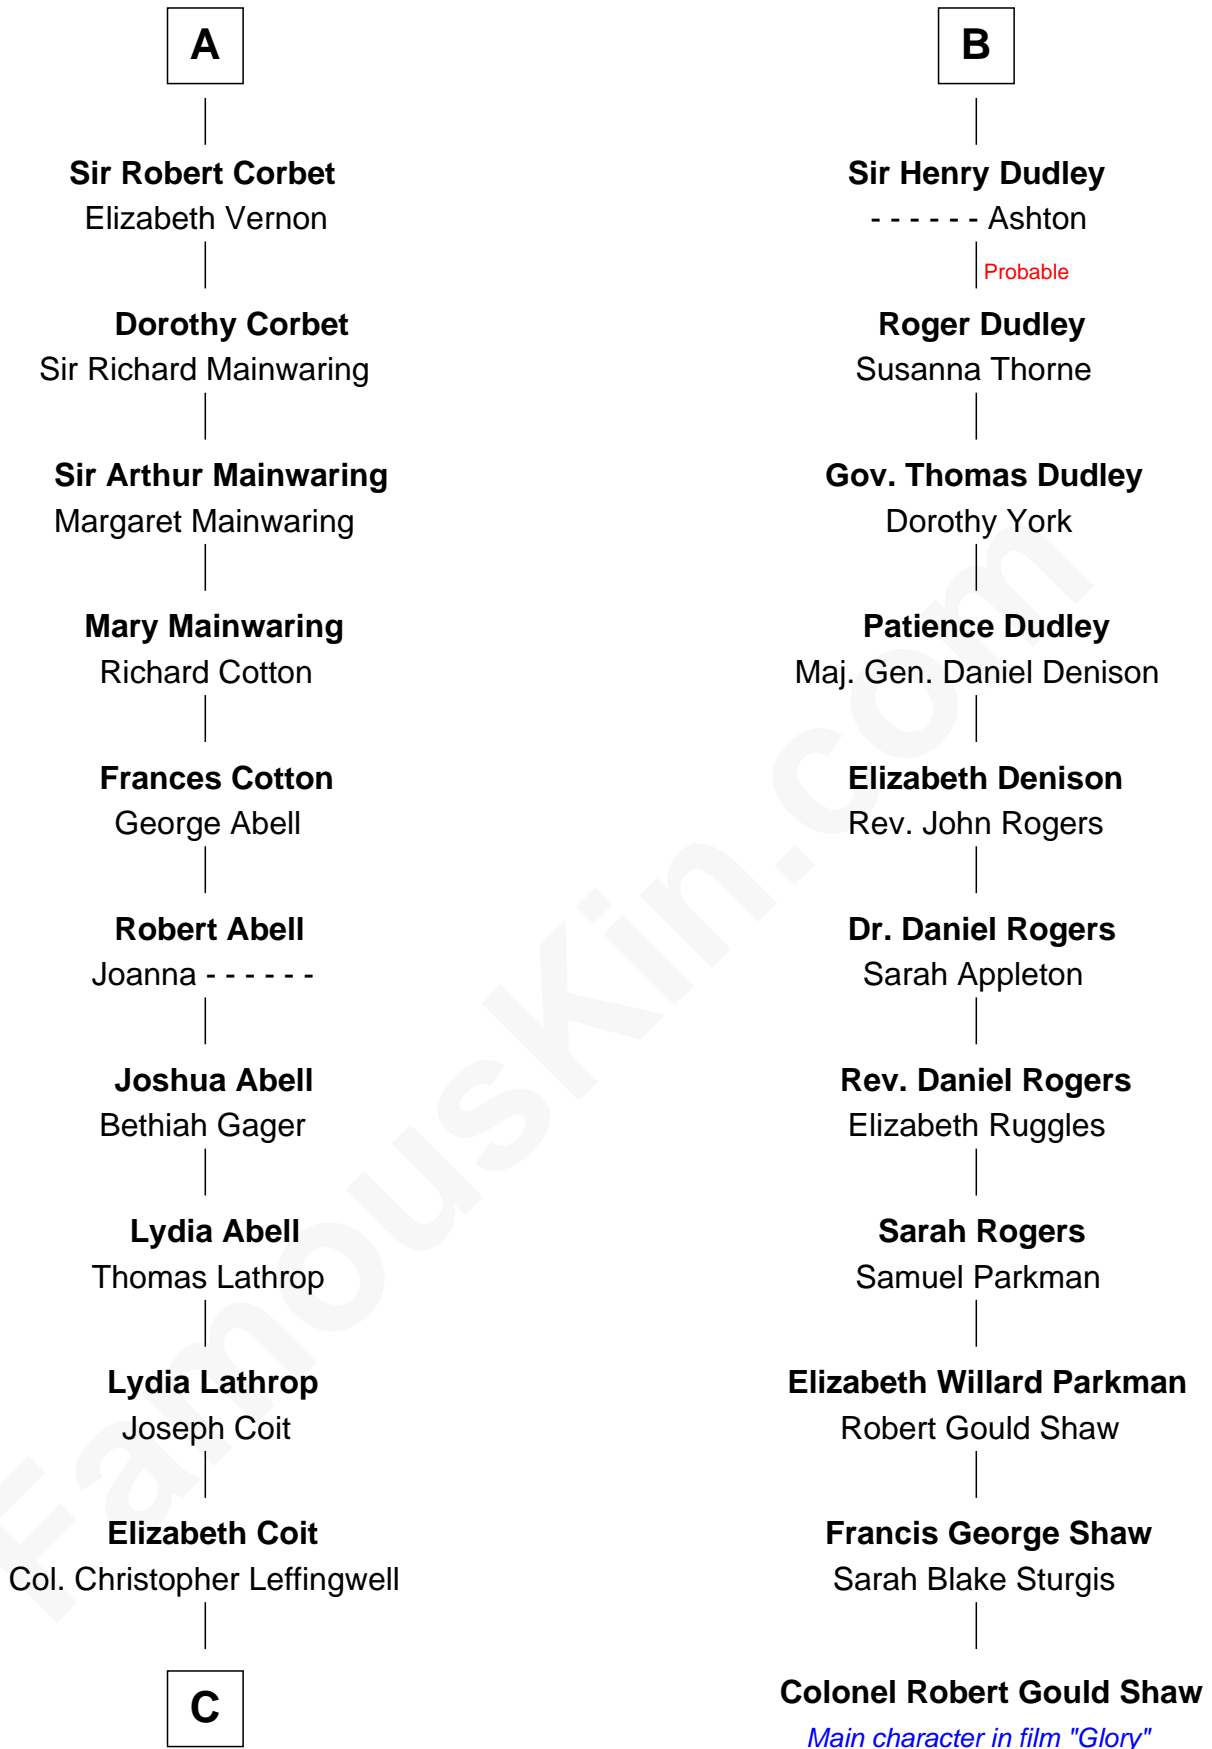 A
Sir Robert Corbet
Elizabeth Vernon
Dorothy Corbet
Sir Richard Mainwaring
Sir Arthur Mainwaring
Margaret Mainwaring
Mary Mainwaring
Richard Cotton
Frances Cotton
George Abell
Robert Abell
Joanna - - - - - -
Joshua Abell
Bethiah Gager
Lydia Abell
Thomas Lathrop
Lydia Lathrop
Joseph Coit
Elizabeth Coit
Col. Christopher Leffingwell
C
B
Sir Henry Dudley
- - - - - - Ashton
Probable
Roger Dudley
Susanna Thorne
Gov. Thomas Dudley
Dorothy York
Patience Dudley
Maj. Gen. Daniel Denison
Elizabeth Denison
Rev. John Rogers
Dr. Daniel Rogers
Sarah Appleton
Rev. Daniel Rogers
Elizabeth Ruggles
Sarah Rogers
Samuel Parkman
Elizabeth Willard Parkman
Robert Gould Shaw
Francis George Shaw
Sarah Blake Sturgis
Colonel Robert Gould Shaw
Main character in film "Glory"
FamousKin.com